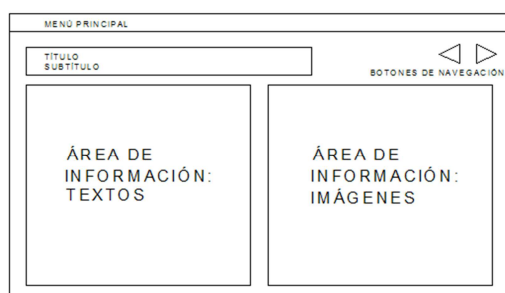 MENÚ PRINCIPAL
TÍTULO
SUBTÍTULO
BOTONES DE NAVEGACIÓN
ÁREA DE
INFORMACIÓN:
TEXTOS
ÁREA DE
INFORMACIÓN:
IMÁGENES